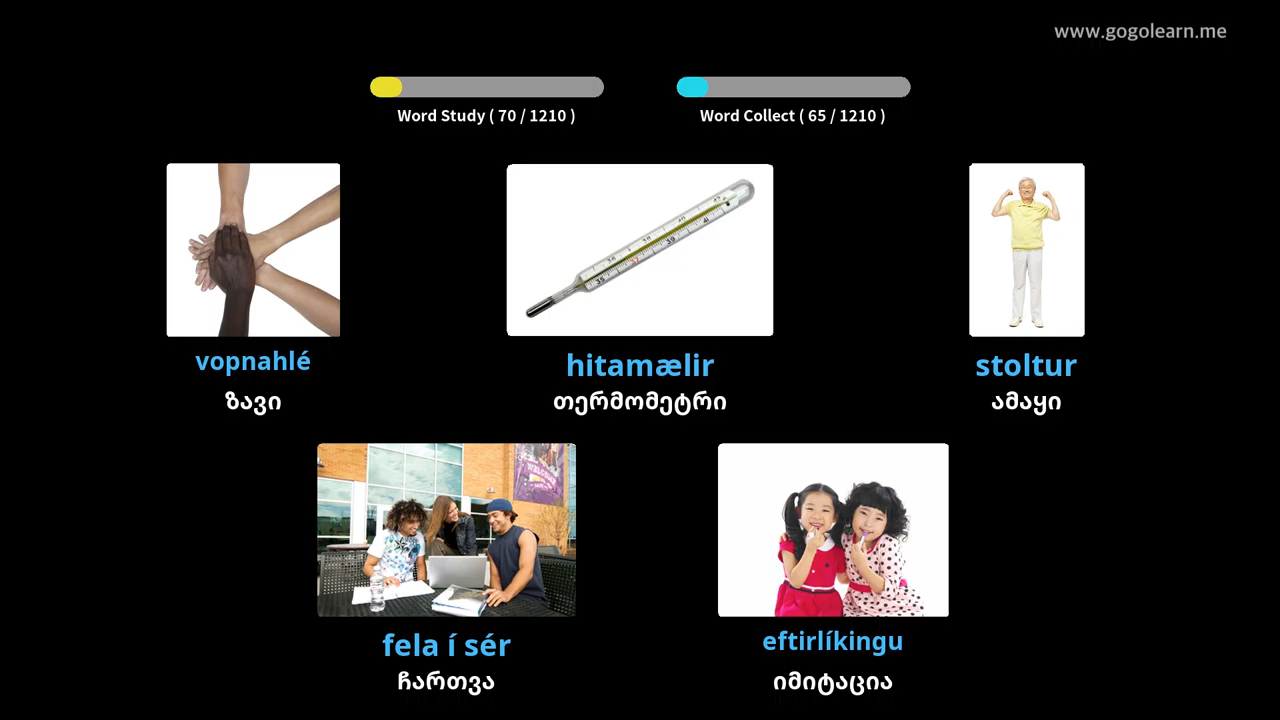 www.gogolearn.me
Word Study ( 70 / 1210 )
Word Collect ( 65 / 1210 )
vopnahlé
ზავი
hitamælir
თერმომეტრი
stoltur
ამაყი
fela í sér
ჩართვა
eftirlíkingu
იმიტაცია